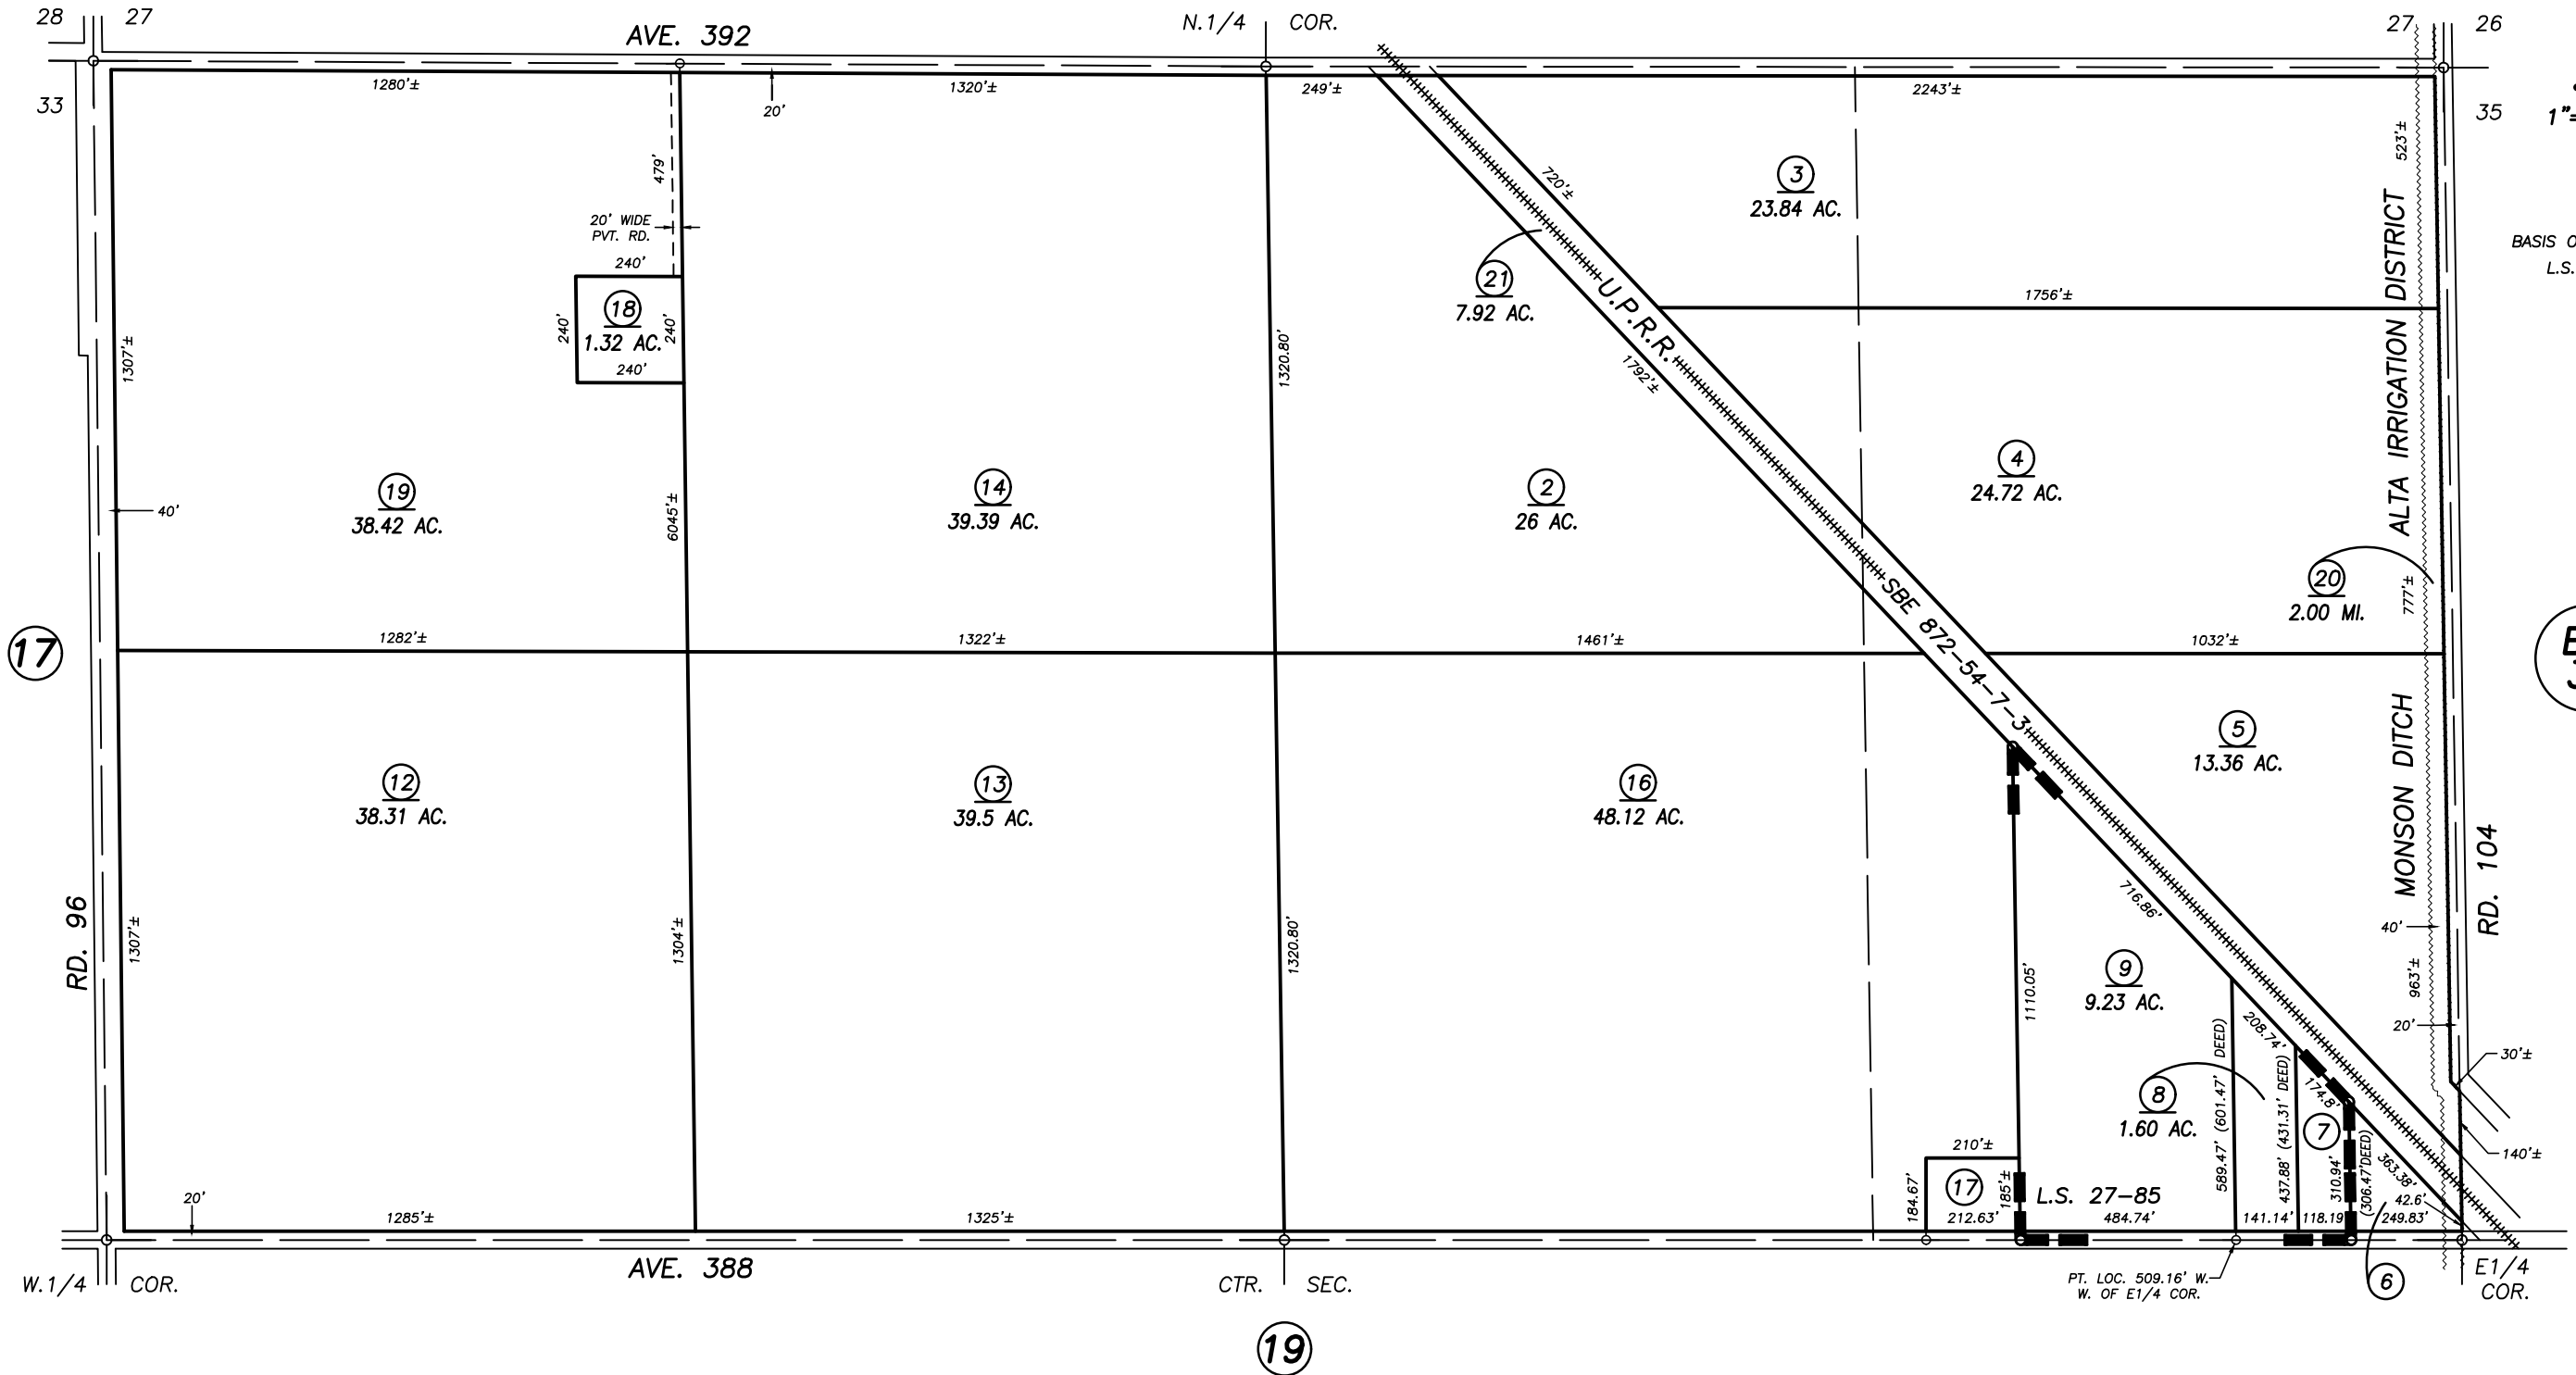 28 27
AVE. 392
N.1/4 COR.
27 26
33
35
1"=
1280'±
20'
1320'±
249'±
2243'±
523'±
479'
20' WIDE
PVT. RD.
240'
18
1.32 AC.
240'
240'
240'
720'±
3
23.84 AC.
BASIS O
L.S.
21
7.92 AC.
U.P.R.R.
1756'±
1307'±
1320.80'
1792'±
ALTA IRRIGATION DISTRICT
19
38.42 AC.
40'
6045'±
14
39.39 AC.
2
26 AC.
4
24.72 AC.
20
2.00 MI.
777'±
SBE 872-54-7-3
17
1282'±
1322'±
1461'±
1032'±
12
38.31 AC.
13
39.5 AC.
16
48.12 AC.
5
13.36 AC.
MONSON DITCH
RD. 104
RD. 96
1307'±
1304'±
1320.80'
1110.05'
716.86'
9
9.23 AC.
40'
963'±
20'
30'±
140'±
208.74'
174.8'
363.38'
8
1.60 AC.
589.47' (601.47' DEED)
437.88' (431.31' DEED)
7
310.94'
(306.47'DEED)
42.6'
210'±
184.67'
17
185'±
L.S. 27-85
20'
1285'±
1325'±
212.63'
484.74'
141.14'
118.19'
249.83'
AVE. 388
W.1/4 COR.
CTR. SEC.
PT. LOC. 509.16' W.
W. OF E1/4 COR.
6
E1/4
COR.
19